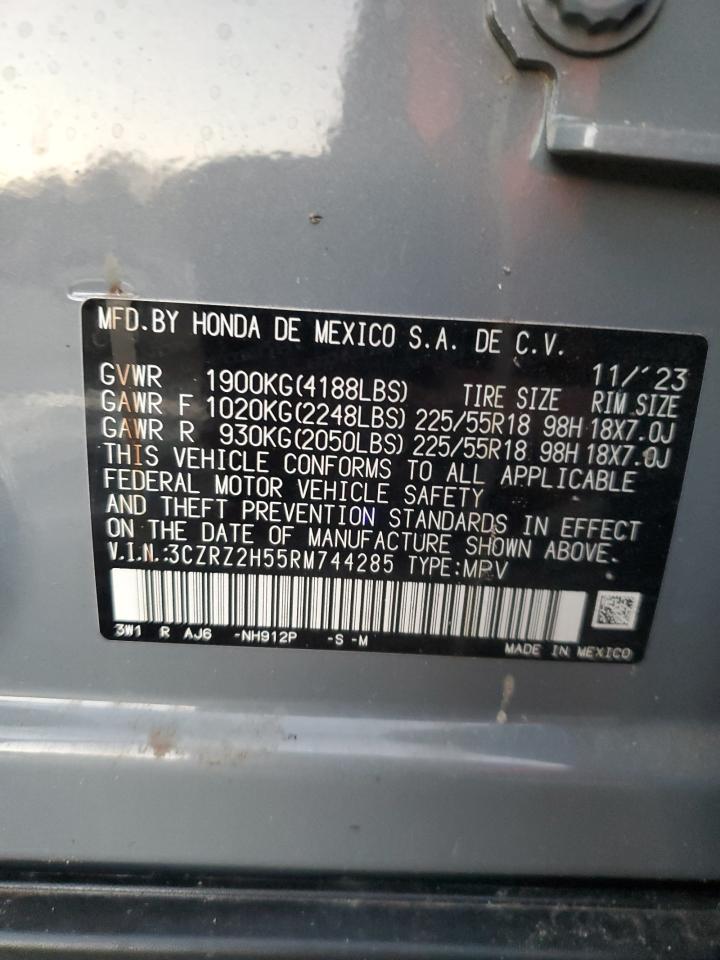 MFD.BY HONDA DE MEXICO S.A. DE C.V.
11/'23
GVWR 1900KG(4188LBS) TIRE SIZE RIM SIZE
GAWR F 1020KG(2248LBS) 225/55R18 98H 18X7.0J
GAWR R 930KG(2050LBS) 225/55R18 98H 18X7.0J
THIS VEHICLE CONFORMS TO ALL APPLICABLE
FEDERAL MOTOR VEHICLE SAFETY
AND THEFT PREVENTION STANDARDS IN EFFECT
ON THE DATE OF MANUFACTURE SHOWN ABOVE.
V.I.N.:3CZRZ2H55RM744285 TYPE:MPV
3W1 R AJ6 -NH912P -S -M
MADE IN MEXICO